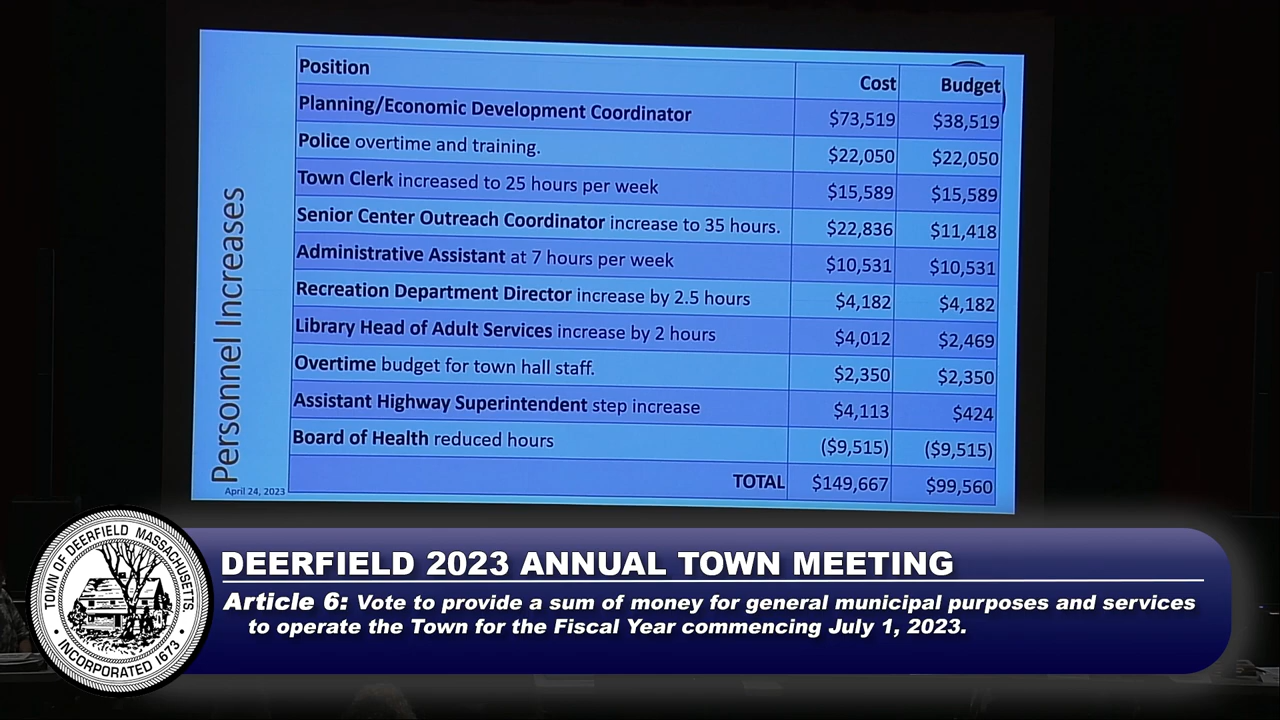 Personnel Increases
Position Cost Budget
Planning/Economic Development Coordinator $73,519 $38,519
Police overtime and training. $22,050 $22,050
Town Clerk increased to 25 hours per week $15,589 $15,589
Senior Center Outreach Coordinator increase to 35 hours. $22,836 $11,418
Administrative Assistant at 7 hours per week $10,531 $10,531
Recreation Department Director increase by 2.5 hours $4,182 $4,182
Library Head of Adult Services increase by 2 hours $4,012 $2,469
Overtime budget for town hall staff. $2,350 $2,350
Assistant Highway Superintendent step increase $4,113 $424
Board of Health reduced hours ($9,515) ($9,515)
TOTAL $149,667 $99,560
April 24, 2023
TOWN OF DEERFIELD MASSACHUSETTS.
INCORPORATED 1673
DEERFIELD 2023 ANNUAL TOWN MEETING
Article 6: Vote to provide a sum of money for general municipal purposes and services
to operate the Town for the Fiscal Year commencing July 1, 2023.